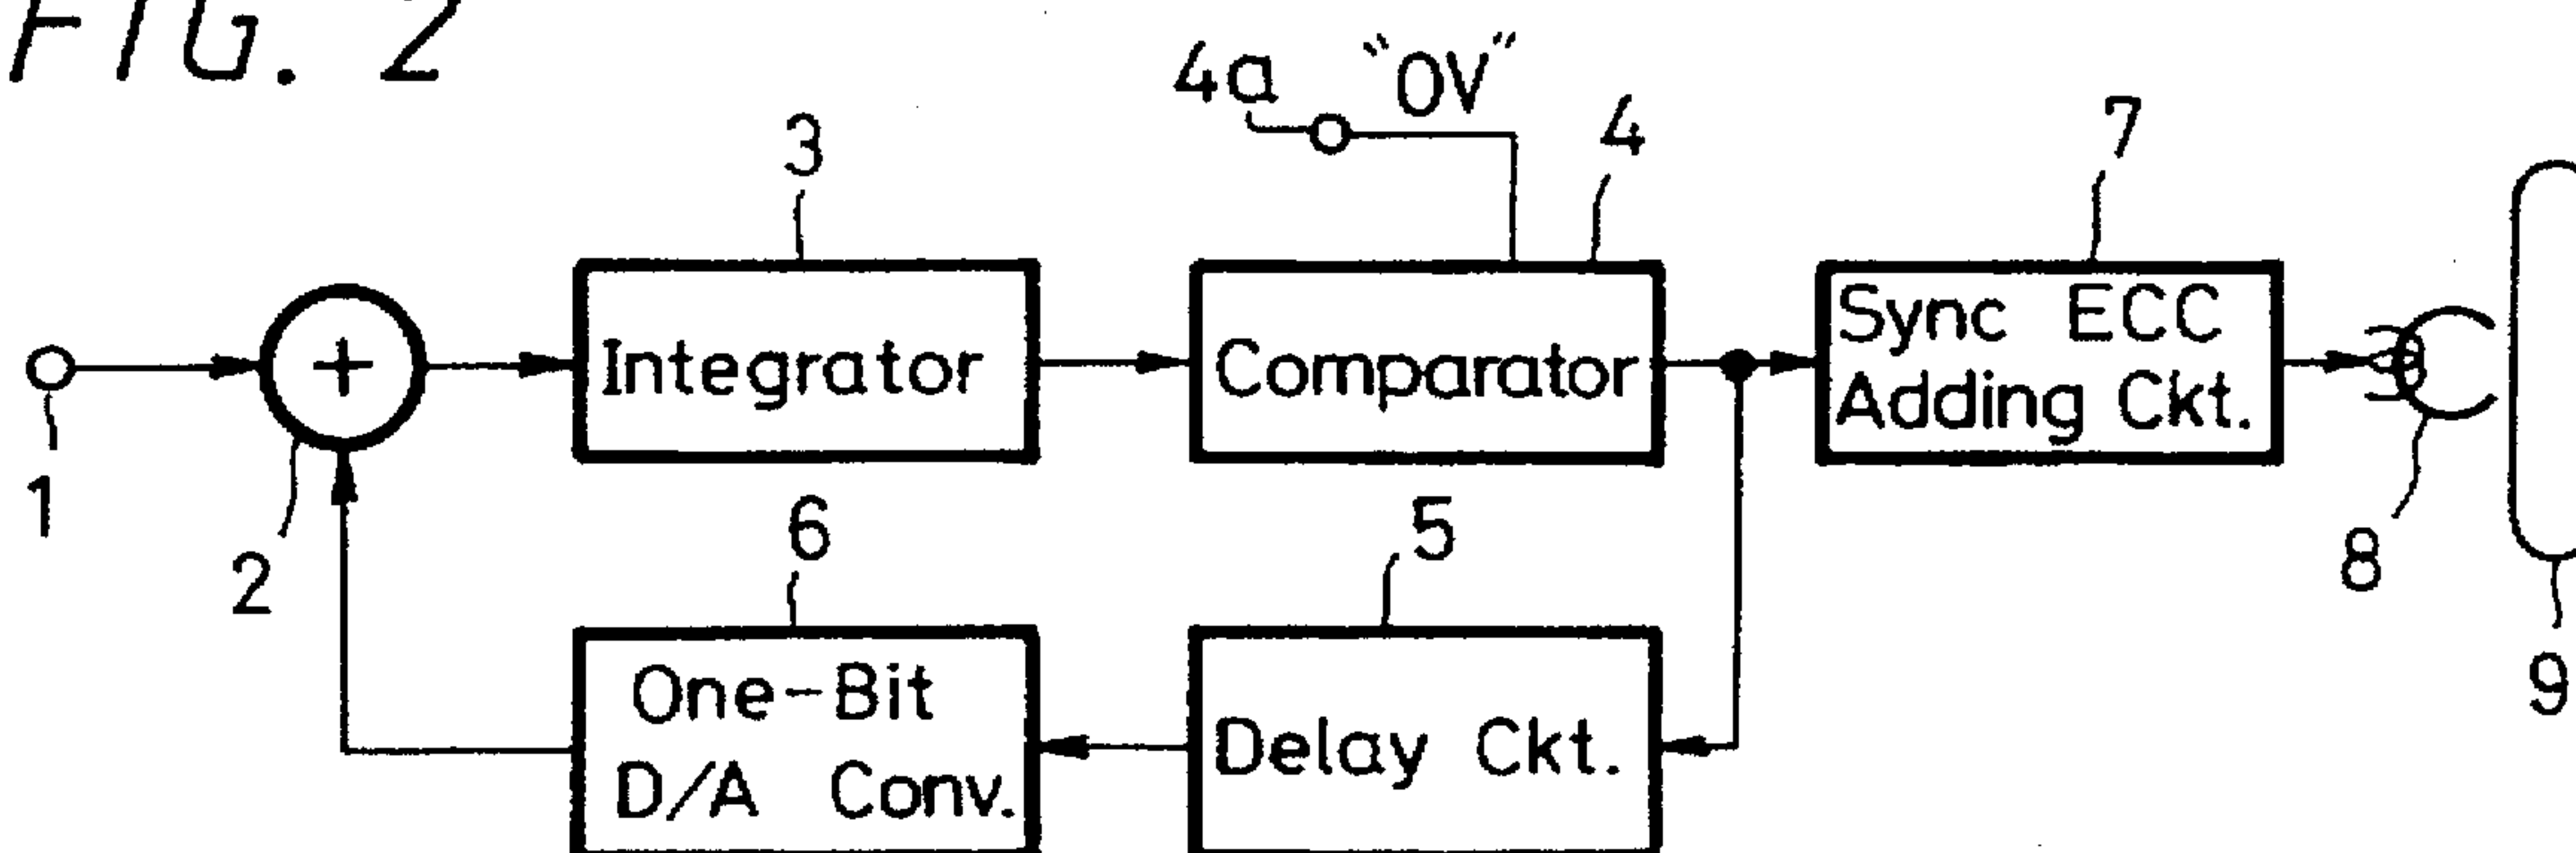 FIG. 2
4a "0V"
3
4
7
Integrator
Comparator
Sync ECC
Adding Ckt.
+
1
2
6
5
8
9
One-Bit
D/A Conv.
Delay Ckt.